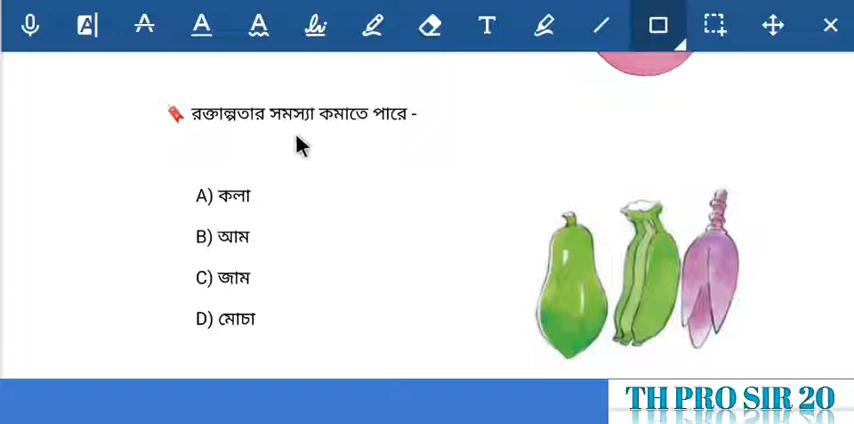 রক্তাল্পতার সমস্যা কমাতে পারে -
A) কলা
B) আম
C) জাম
D) মোচা
TH PRO SIR 20